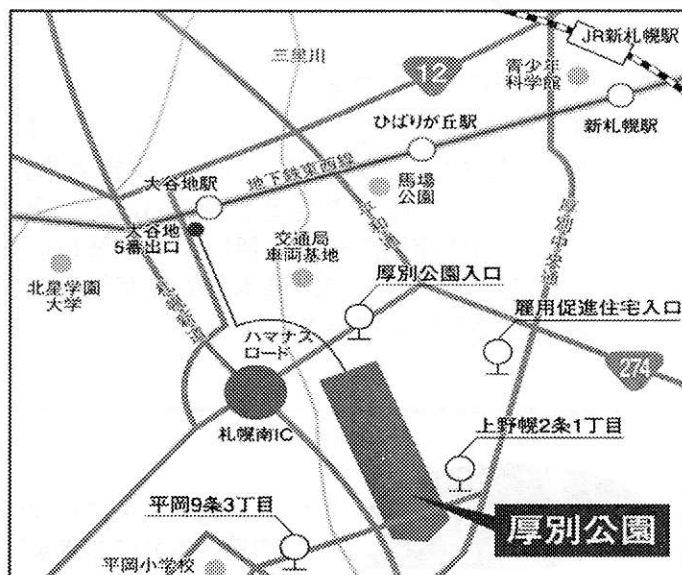 JR新札幌駅
三里川
12
青少年
科学館
ひばりが丘駅
新札幌駅
地下鉄東西線
大谷地駅
馬場
公園
大谷地
5番出口
交通局
車両基地
北星学園
大学
厚別公園入口
雇用促進住宅入口
ハマナス
ロード
274
札幌南IC
上野幌2条1丁目
平岡9条3丁目
厚別公園
平岡小学校